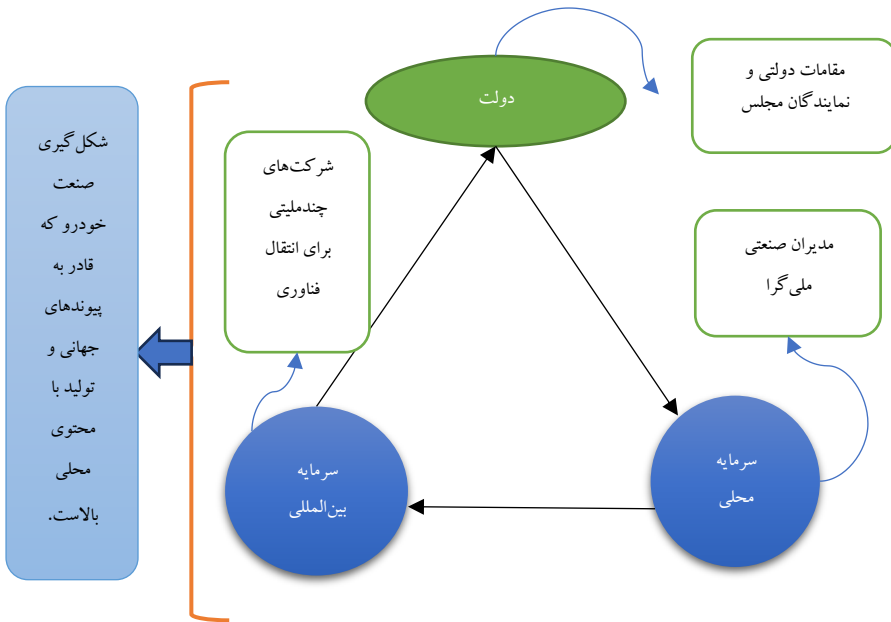 دولت
مقامات دولتی و
نمایندگان مجلس
مدیران صنعتی
ملی‌گرا
شرکت‌های
چندملیتی
برای انتقال
فناوری
سرمایه
محلی
سرمایه
بین‌المللی
شکل‌گیری
صنعت
خودرو که
قادر به
پیوندهای
جهانی و
تولید با
محتوی
محلی
بالاست.